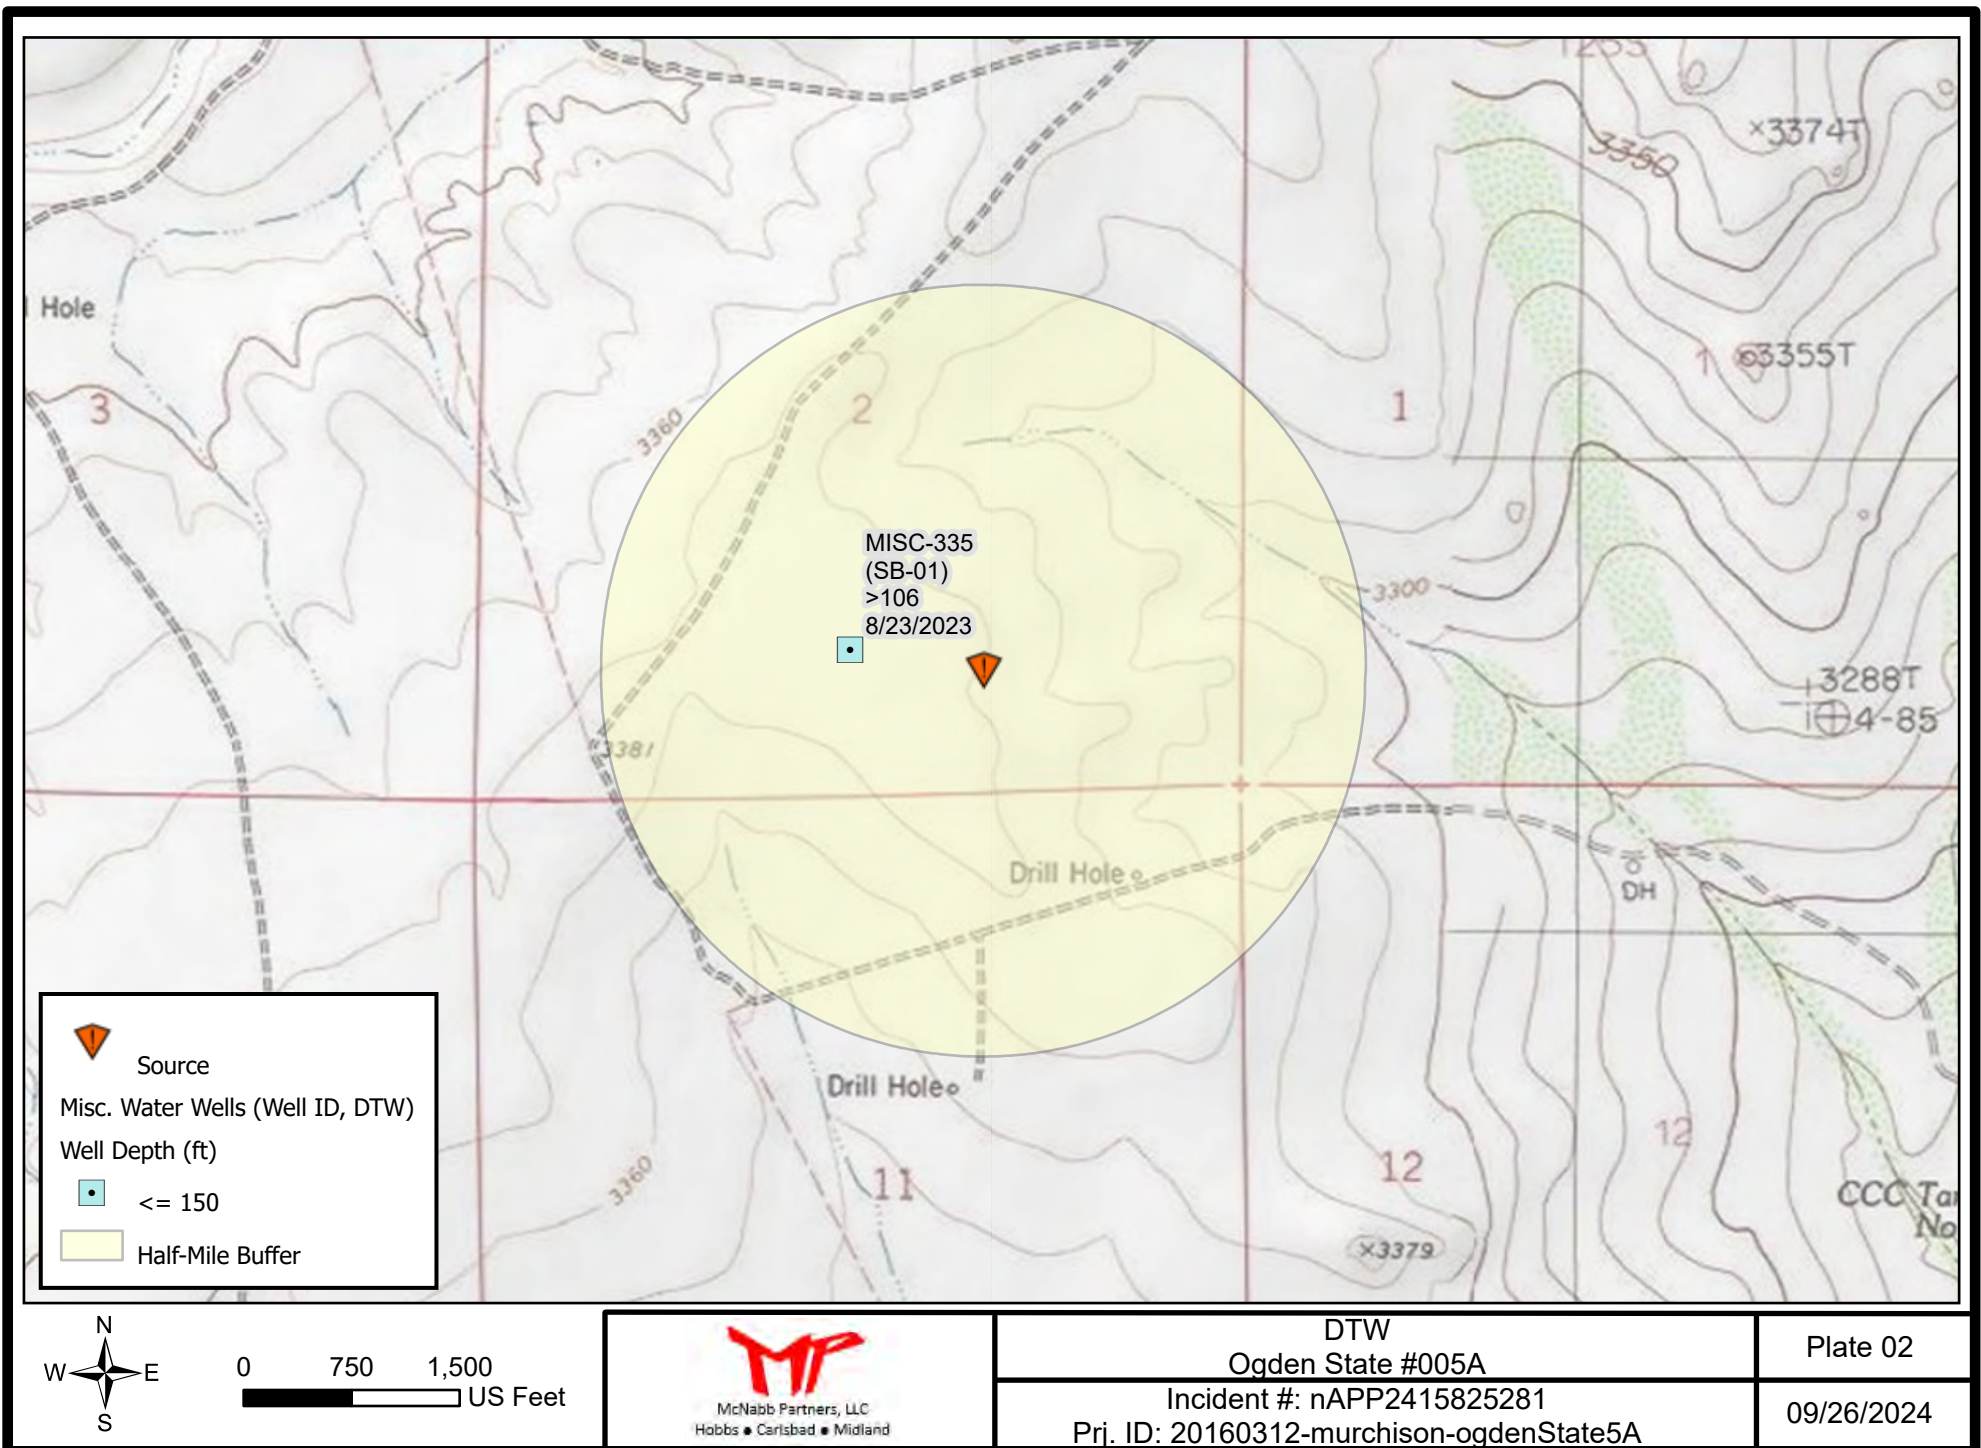 3350
×3374T
Hole
3
3360
2
1
1
3355T
MISC-335
(SB-01)
>106
8/23/2023
3300
3288T
4-85
3381
Drill Hole
DH
Drill Hole
3360
11
12
12
×3379
CCC
Source
Misc. Water Wells (Well ID, DTW)
Well Depth (ft)
<= 150
Half-Mile Buffer
N
W E
S
0 750 1,500
US Feet
McNabb Partners, LLC
Hobbs • Carlsbad • Midland
DTW
Ogden State #005A
Incident #: nAPP2415825281
Prj. ID: 20160312-murchison-ogdenState5A
Plate 02
09/26/2024